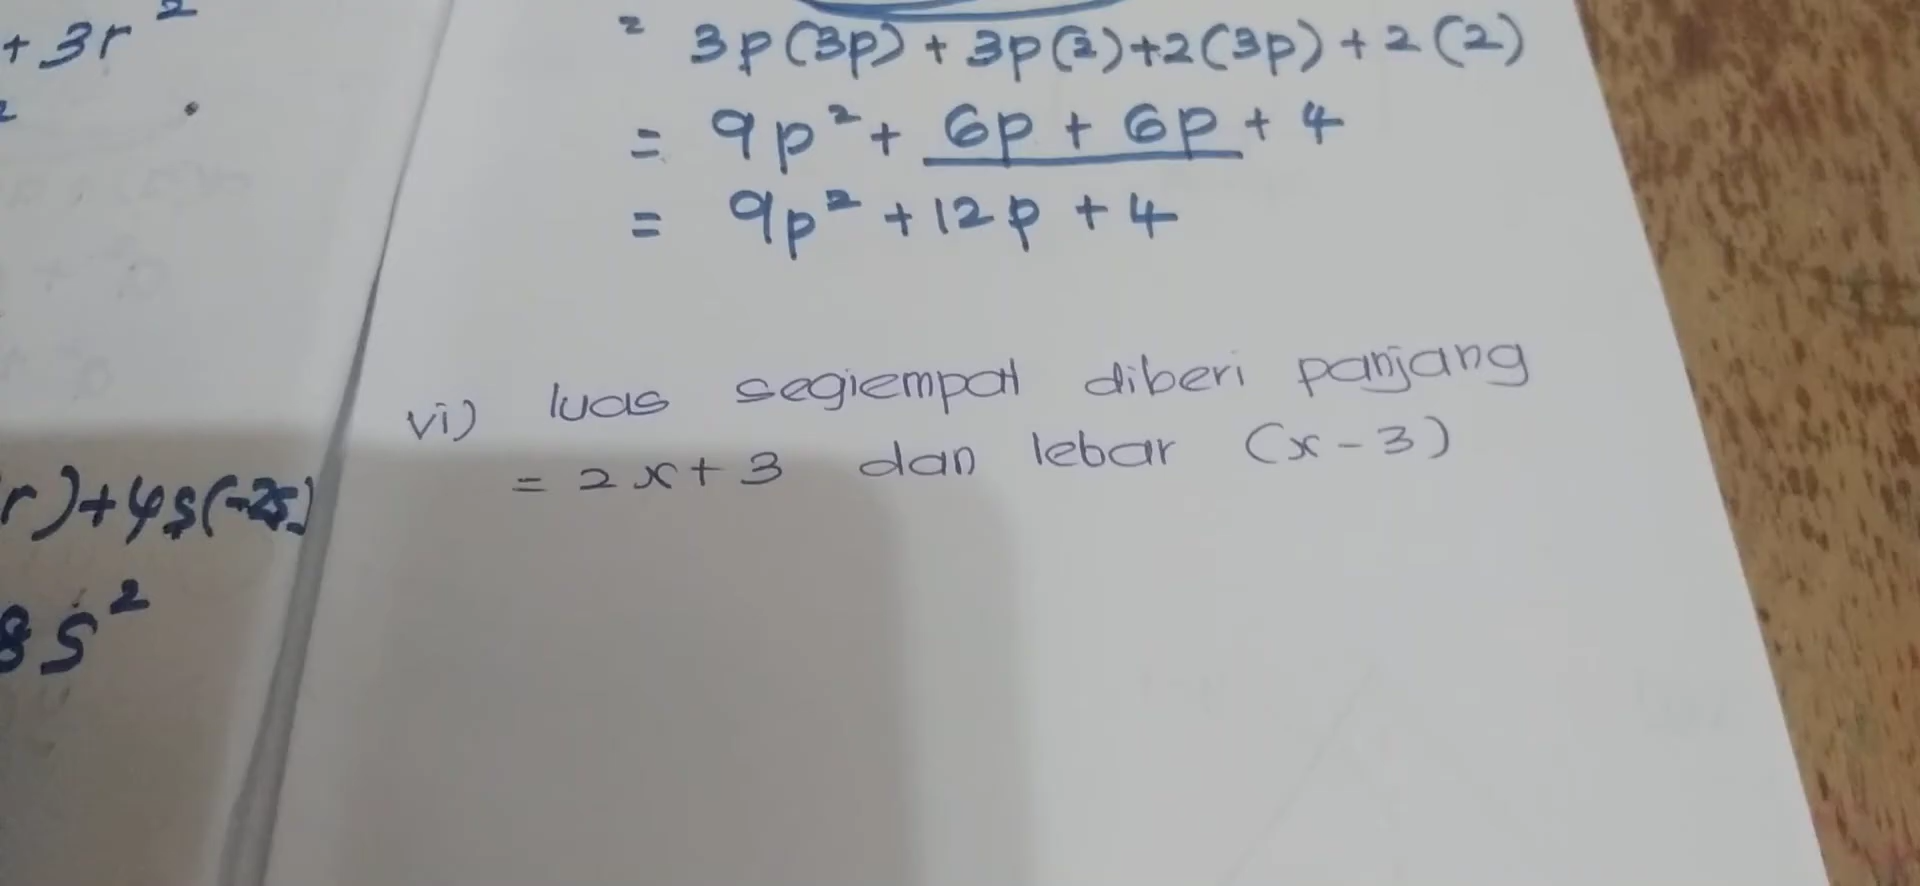 + 3r²
r) + 4s(-2s)
8s²
= 3p(3p) + 3p(2) + 2(3p) + 2(2)
= 9p² + 6p + 6p + 4
= 9p² + 12p + 4
vi) luas segiempat diberi panjang
= 2x + 3 dan lebar (x - 3)